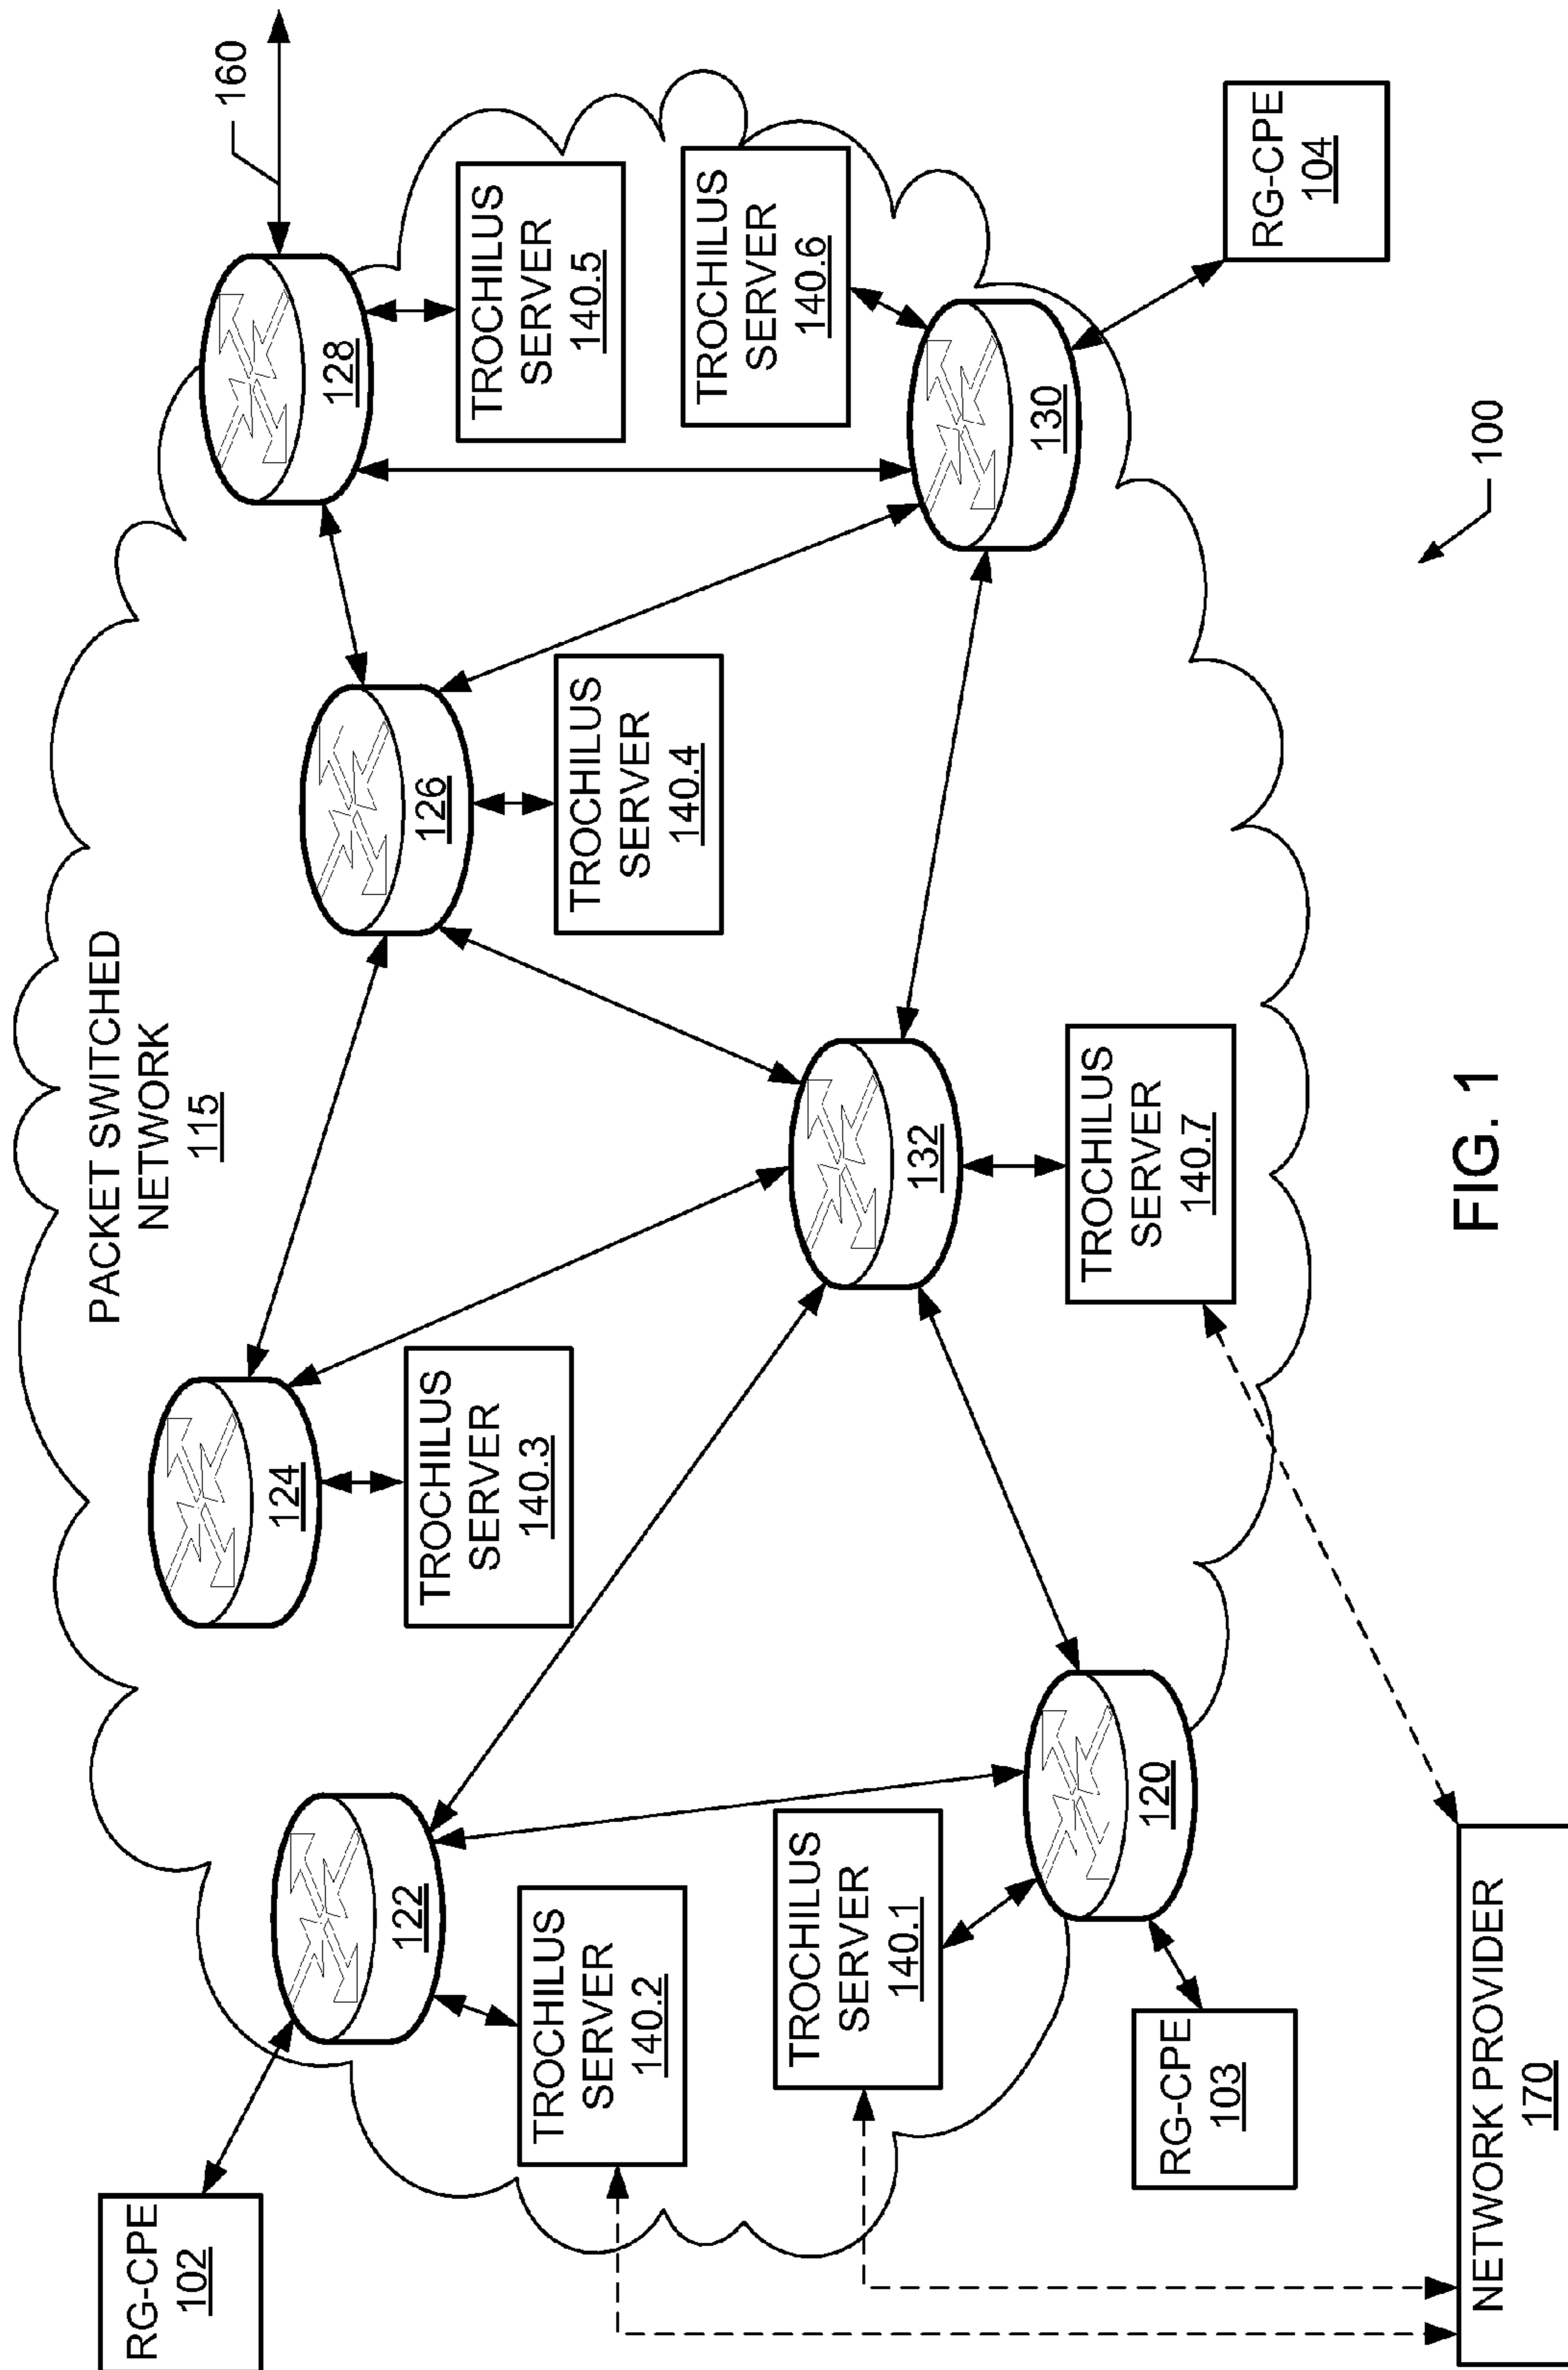 RG-CPE
102
PACKET SWITCHED
NETWORK
115
160
124
128
122
126
TROCHILUS
SERVER
140.3
TROCHILUS
SERVER
140.5
TROCHILUS
SERVER
140.2
TROCHILUS
SERVER
140.4
TROCHILUS
SERVER
140.6
TROCHILUS
SERVER
140.1
132
130
120
TROCHILUS
SERVER
140.7
RG-CPE
103
RG-CPE
104
NETWORK PROVIDER
170
100
FIG. 1